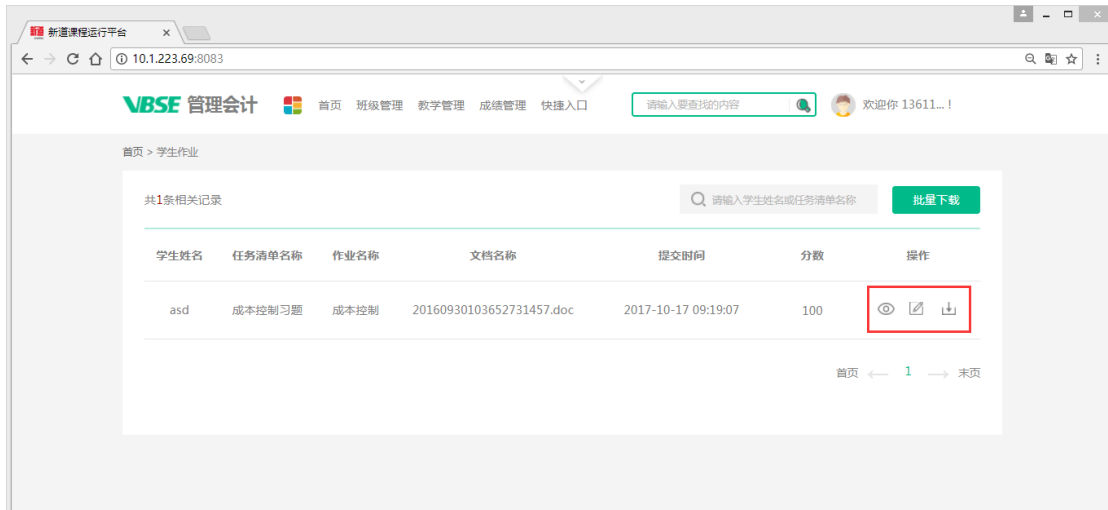 新道 新道课程运行平台
10.1.223.69:8083
VBSE 管理会计 首页 班级管理 教学管理 成绩管理 快捷入口 请输入要查找的内容 欢迎你 13611... !
首页 > 学生作业
共1条相关记录 请输入学生姓名或任务清单名称 批量下载
学生姓名 任务清单名称 作业名称 文档名称 提交时间 分数 操作
asd 成本控制习题 成本控制 20160930103652731457.doc 2017-10-17 09:19:07 100
首页 1 末页